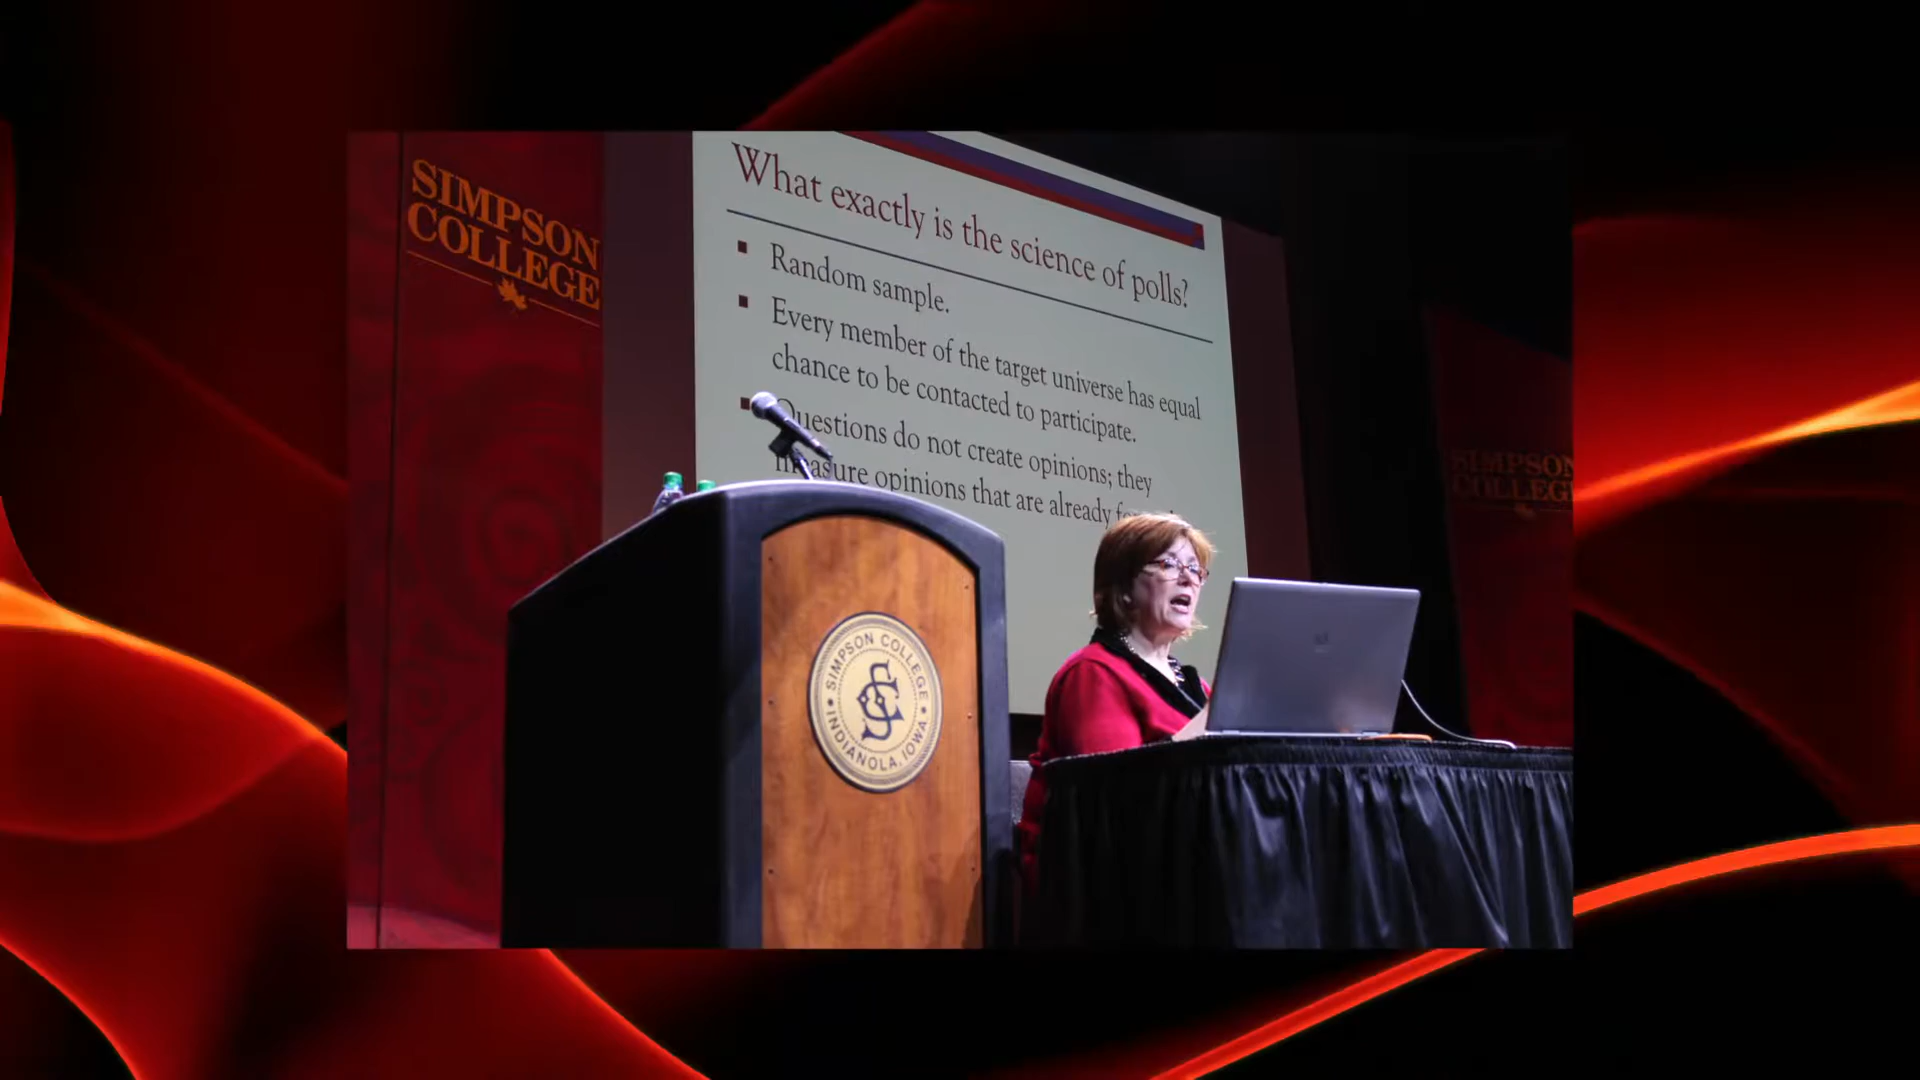 SIMPSON
COLLEGE
What exactly is the science of polls?
Random sample.
Every member of the target universe has equal
chance to be contacted to participate.
Questions do not create opinions; they
measure opinions that are already
SIMPSON COLLEGE
INDIANOLA, IOWA
SIMPSON
COLLEGE